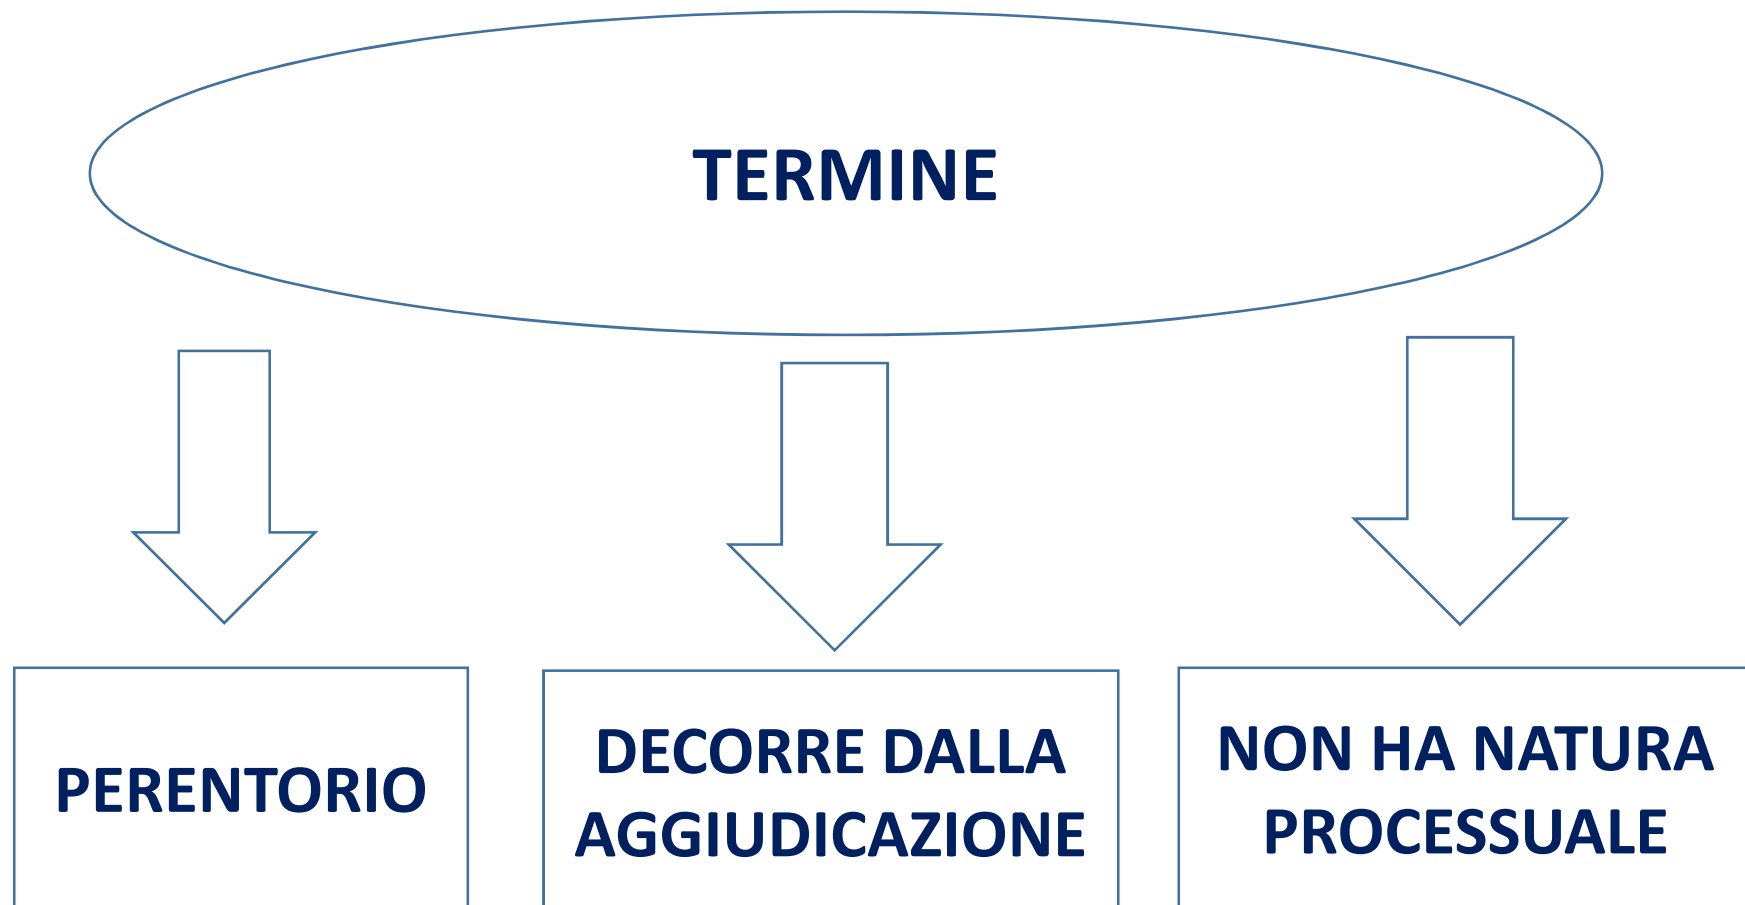 TERMINE
PERENTORIO
DECORRE DALLA
AGGIUDICAZIONE
NON HA NATURA
PROCESSUALE